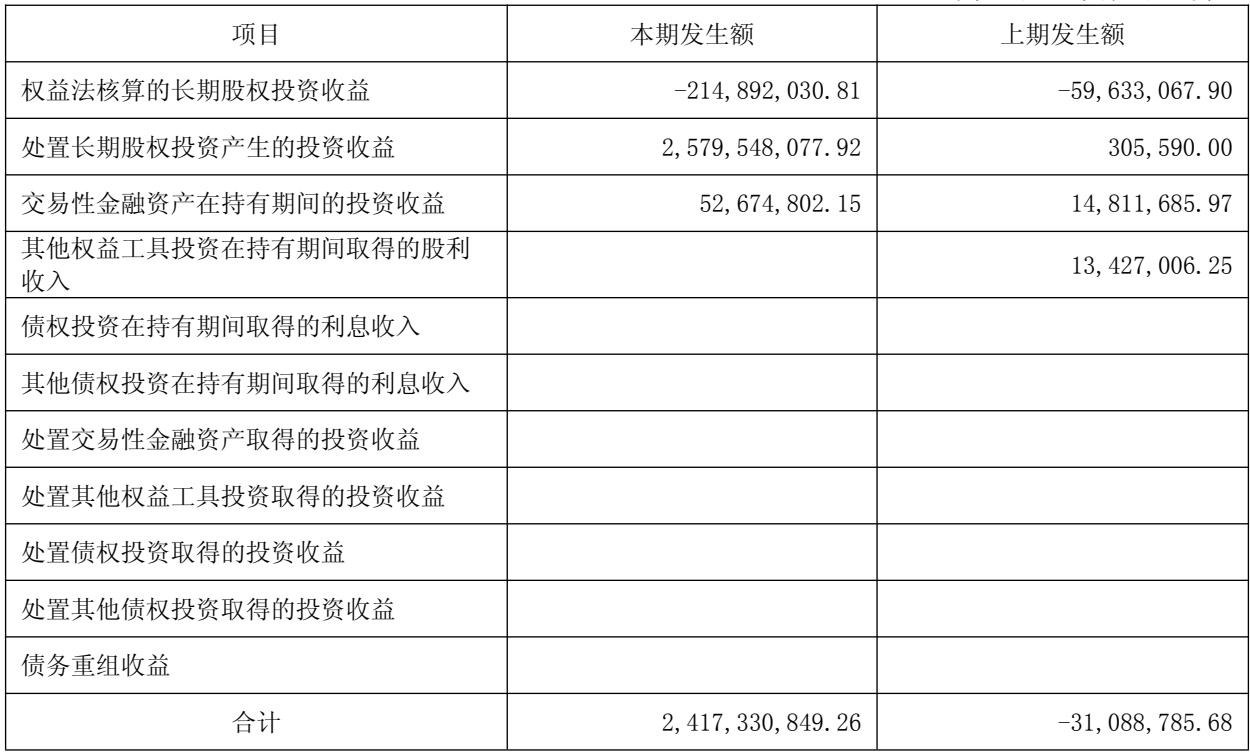 项目 本期发生额 上期发生额
权益法核算的长期股权投资收益 -214,892,030.81 -59,633,067.90
处置长期股权投资产生的投资收益 2,579,548,077.92 305,590.00
交易性金融资产在持有期间的投资收益 52,674,802.15 14,811,685.97
其他权益工具投资在持有期间取得的股利
收入 13,427,006.25
债权投资在持有期间取得的利息收入
其他债权投资在持有期间取得的利息收入
处置交易性金融资产取得的投资收益
处置其他权益工具投资取得的投资收益
处置债权投资取得的投资收益
处置其他债权投资取得的投资收益
债务重组收益
合计 2,417,330,849.26 -31,088,785.68